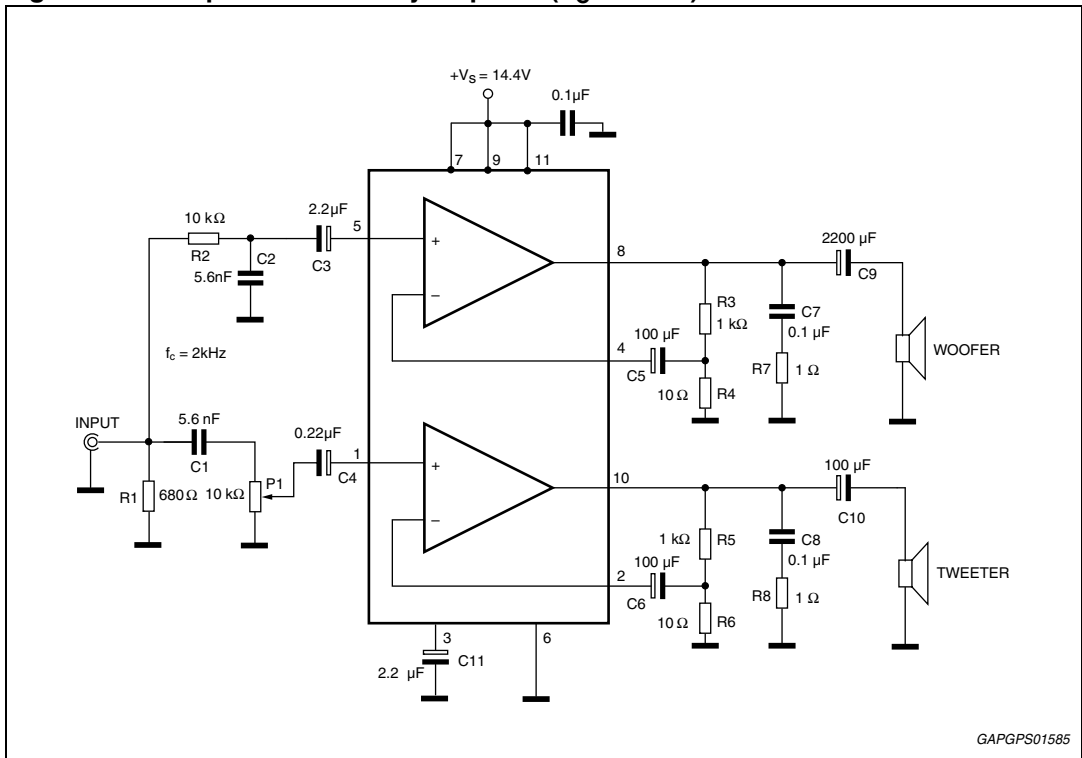 +VS = 14.4V
0.1µF
7 9 11
10 kΩ
R2
C2
5.6nF
2.2µF
C3
5
+
–
8
4
2200 µF
C9
R3
1 kΩ
C7
0.1 µF
100 µF
C5
10 Ω
R4
R7
1 Ω
WOOFER
fc = 2kHz
INPUT
5.6 nF
C1
R1
680 Ω
10 kΩ
P1
0.22µF
C4
1
+
–
10
2
100 µF
C10
1 kΩ
R5
C8
0.1 µF
100 µF
C6
10 Ω
R6
R8
1 Ω
TWEETER
3
6
2.2 µF
C11
GAPGPS01585